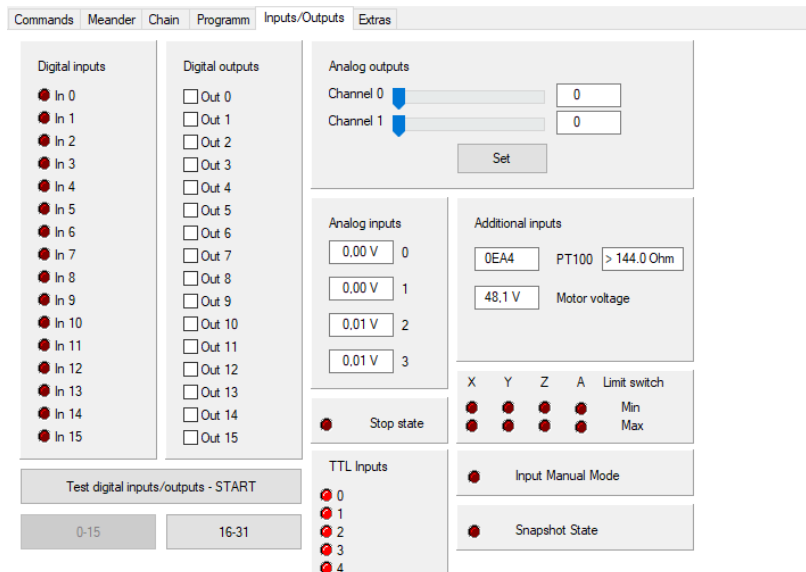 Commands Meander Chain Programm Inputs/Outputs Extras
Digital inputs
In 0
In 1
In 2
In 3
In 4
In 5
In 6
In 7
In 8
In 9
In 10
In 11
In 12
In 13
In 14
In 15
Digital outputs
Out 0
Out 1
Out 2
Out 3
Out 4
Out 5
Out 6
Out 7
Out 8
Out 9
Out 10
Out 11
Out 12
Out 13
Out 14
Out 15
Test digital inputs/outputs - START
0-15 16-31
Analog outputs
Channel 0 0
Channel 1 0
Set
Analog inputs
0,00 V 0
0,00 V 1
0,01 V 2
0,01 V 3
Additional inputs
0EA4 PT100 > 144.0 Ohm
48,1 V Motor voltage
Stop state
X Y Z A Limit switch
Min
Max
TTL Inputs
0
1
2
3
4
Input Manual Mode
Snapshot State